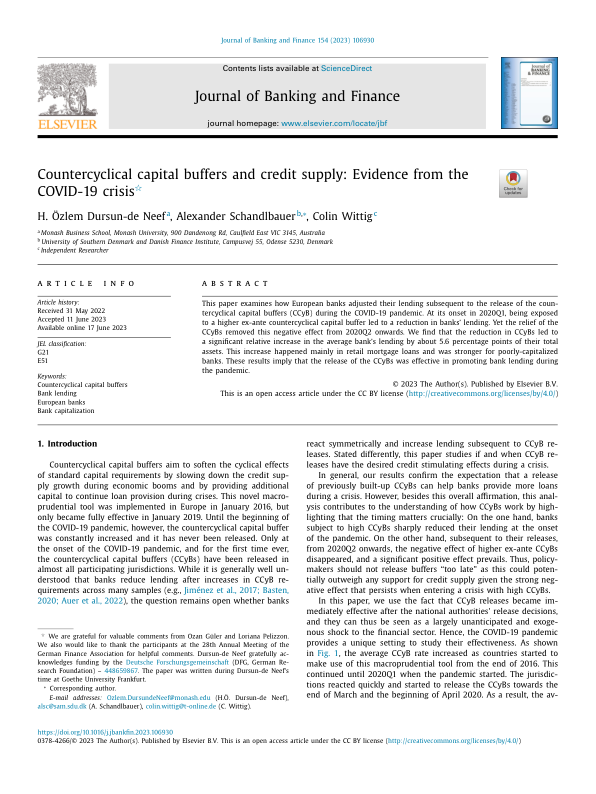 Journal of Banking and Finance 154 (2023) 106930
Contents lists available at ScienceDirect
Journal of Banking and Finance
journal homepage: www.elsevier.com/locate/jbf
ELSEVIER
Journal of
BANKING
& FINANCE
Countercyclical capital buffers and credit supply: Evidence from the
COVID-19 crisis☆
Check for
updates
H. Özlem Dursun-de Neef a, Alexander Schandlbauer b,∗, Colin Wittig c
a Monash Business School, Monash University, 900 Dandenong Rd, Caulfield East VIC 3145, Australia
b University of Southern Denmark and Danish Finance Institute, Campusvej 55, Odense 5230, Denmark
c Independent Researcher
ARTICLE INFO
Article history:
Received 31 May 2022
Accepted 11 June 2023
Available online 17 June 2023
JEL classification:
G21
E51
Keywords:
Countercyclical capital buffers
Bank lending
European banks
Bank capitalization
ABSTRACT
This paper examines how European banks adjusted their lending subsequent to the release of the coun-
tercyclical capital buffers (CCyB) during the COVID-19 pandemic. At its onset in 2020Q1, being exposed
to a higher ex-ante countercyclical capital buffer led to a reduction in banks' lending. Yet the relief of the
CCyBs removed this negative effect from 2020Q2 onwards. We find that the reduction in CCyBs led to
a significant relative increase in the average bank's lending by about 5.6 percentage points of their total
assets. This increase happened mainly in retail mortgage loans and was stronger for poorly-capitalized
banks. These results imply that the release of the CCyBs was effective in promoting bank lending during
the pandemic.
© 2023 The Author(s). Published by Elsevier B.V.
This is an open access article under the CC BY license (http://creativecommons.org/licenses/by/4.0/)
1. Introduction
Countercyclical capital buffers aim to soften the cyclical effects
of standard capital requirements by slowing down the credit sup-
ply growth during economic booms and by providing additional
capital to continue loan provision during crises. This novel macro-
prudential tool was implemented in Europe in January 2016, but
only became fully effective in January 2019. Until the beginning of
the COVID-19 pandemic, however, the countercyclical capital buffer
was constantly increased and it has never been released. Only at
the onset of the COVID-19 pandemic, and for the first time ever,
the countercyclical capital buffers (CCyBs) have been released in
almost all participating jurisdictions. While it is generally well un-
derstood that banks reduce lending after increases in CCyB re-
quirements across many samples (e.g., Jiménez et al., 2017; Basten,
2020; Auer et al., 2022), the question remains open whether banks
☆ We are grateful for valuable comments from Ozan Güler and Loriana Pelizzon.
We also would like to thank the participants at the 28th Annual Meeting of the
German Finance Association for helpful comments. Dursun-de Neef gratefully ac-
knowledges funding by the Deutsche Forschungsgemeinschaft (DFG, German Re-
search Foundation) – 448659867. The paper was written during Dursun-de Neef's
time at Goethe University Frankfurt.
∗ Corresponding author.
E-mail addresses: Ozlem.DursundeNeef@monash.edu (H.Ö. Dursun-de Neef),
alsc@sam.sdu.dk (A. Schandlbauer), colin.wittig@t-online.de (C. Wittig).
react symmetrically and increase lending subsequent to CCyB re-
leases. Stated differently, this paper studies if and when CCyB re-
leases have the desired credit stimulating effects during a crisis.
In general, our results confirm the expectation that a release
of previously built-up CCyBs can help banks provide more loans
during a crisis. However, besides this overall affirmation, this anal-
ysis contributes to the understanding of how CCyBs work by high-
lighting that the timing matters crucially: On the one hand, banks
subject to high CCyBs sharply reduced their lending at the onset
of the pandemic. On the other hand, subsequent to their releases,
from 2020Q2 onwards, the negative effect of higher ex-ante CCyBs
disappeared, and a significant positive effect prevails. Thus, policy-
makers should not release buffers "too late" as this could poten-
tially outweigh any support for credit supply given the strong neg-
ative effect that persists when entering a crisis with high CCyBs.
In this paper, we use the fact that CCyB releases became im-
mediately effective after the national authorities' release decisions,
and they can thus be seen as a largely unanticipated and exoge-
nous shock to the financial sector. Hence, the COVID-19 pandemic
provides a unique setting to study their effectiveness. As shown
in Fig. 1, the average CCyB rate increased as countries started to
make use of this macroprudential tool from the end of 2016. This
continued until 2020Q1 when the pandemic started. The jurisdic-
tions reacted quickly and started to release the CCyBs towards the
end of March and the beginning of April 2020. As a result, the av-
https://doi.org/10.1016/j.jbankfin.2023.106930
0378-4266/© 2023 The Author(s). Published by Elsevier B.V. This is an open access article under the CC BY license (http://creativecommons.org/licenses/by/4.0/)